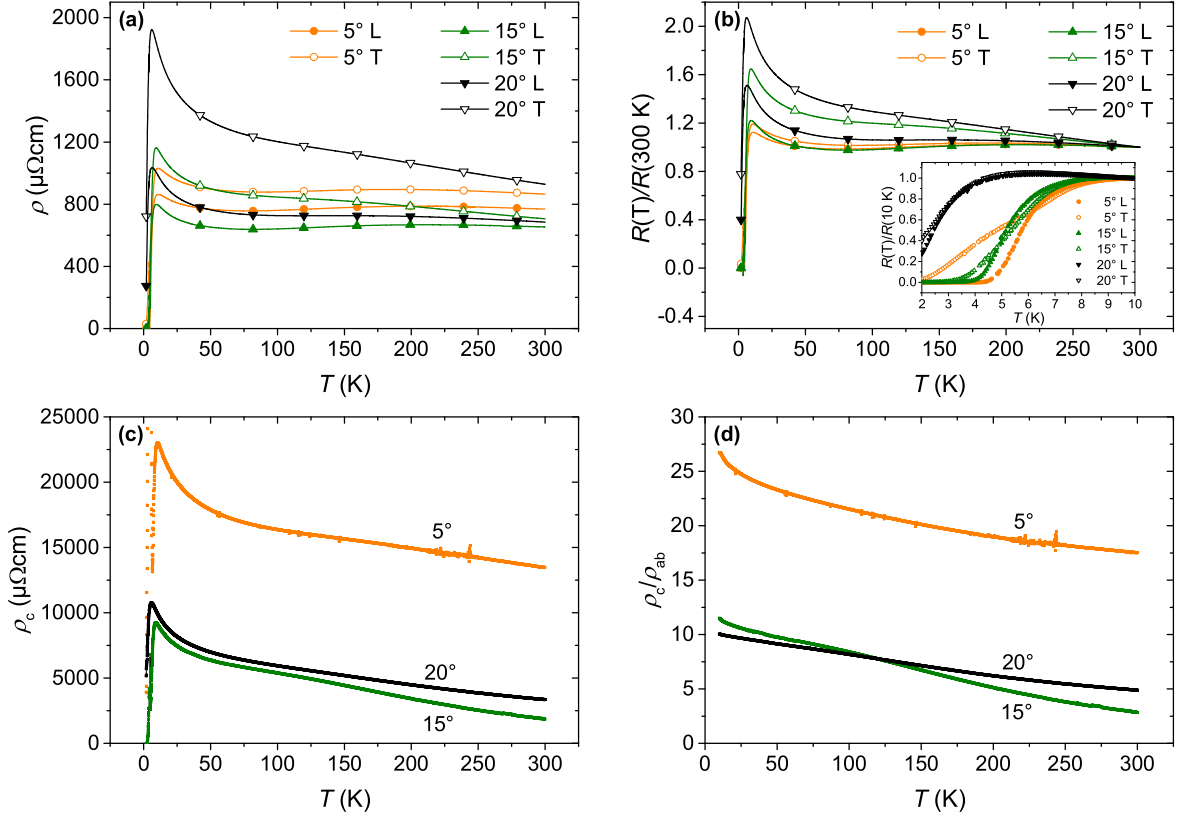 (a)
5° L
5° T
15° L
15° T
20° L
20° T
2000
1600
1200
800
400
0
ρ (μΩcm)
0 50 100 150 200 250 300
T (K)
(b)
5° L
5° T
15° L
15° T
20° L
20° T
2.0
1.6
1.2
0.8
0.4
0.0
-0.4
R(T)/R(300 K)
0 50 100 150 200 250 300
T (K)
1.0
0.8
0.6
0.4
0.2
0.0
R(T)/R(10 K)
5° L
5° T
15° L
15° T
20° L
20° T
2 3 4 5 6 7 8 9 10
T (K)
(c)
25000
20000
15000
10000
5000
0
ρc (μΩcm)
5°
20°
15°
0 50 100 150 200 250 300
T (K)
(d)
30
25
20
15
10
5
0
ρc/ρab
5°
20°
15°
0 50 100 150 200 250 300
T (K)